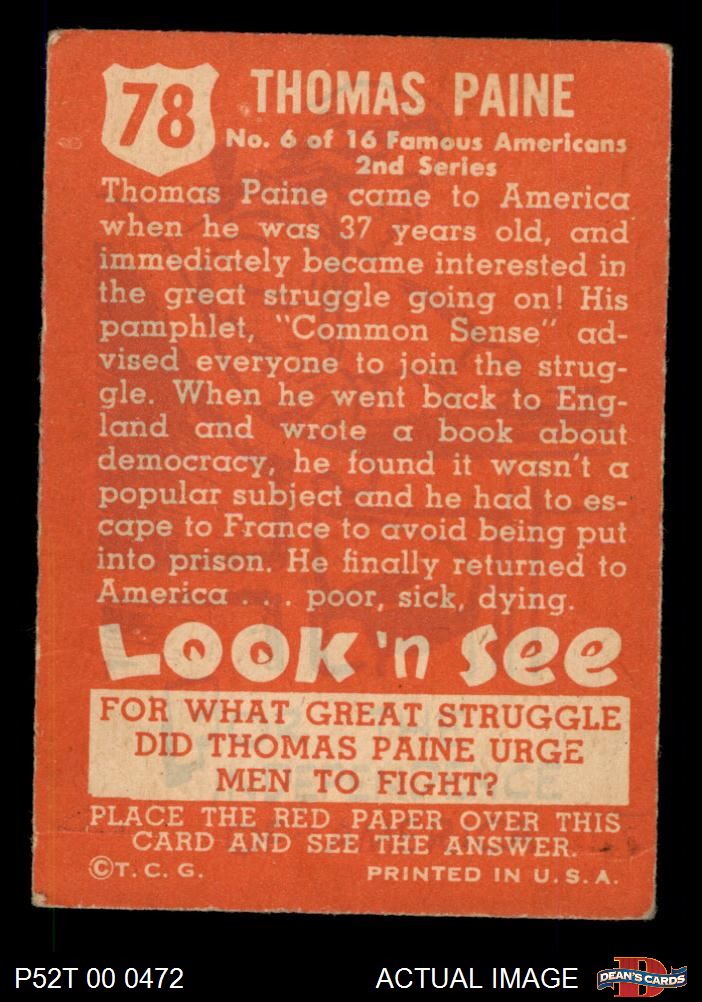 78
THOMAS PAINE
No. 6 of 16 Famous Americans
2nd Series
Thomas Paine came to America
when he was 37 years old, and
immediately became interested in
the great struggle going on! His
pamphlet, "Common Sense" ad-
vised everyone to join the strug-
gle. When he went back to Eng-
land and wrote a book about
democracy, he found it wasn't a
popular subject and he had to es-
cape to France to avoid being put
into prison. He finally returned to
America . . . poor, sick, dying.
LOOK 'n See
FOR WHAT GREAT STRUGGLE
DID THOMAS PAINE URGE
MEN TO FIGHT?
PLACE THE RED PAPER OVER THIS
CARD AND SEE THE ANSWER.
©T. C. G. PRINTED IN U. S. A.
P52T 00 0472 ACTUAL IMAGE D DEAN'S CARDS